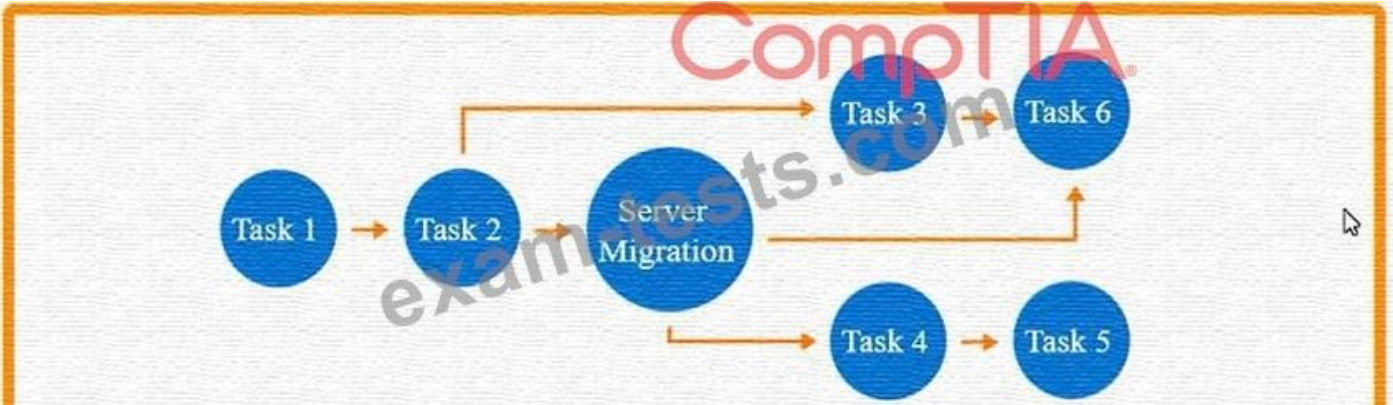 CompTIA.
Task 3
Task 6
Task 1
Task 2
Server
Migration
Task 4
Task 5
exam-tests.com